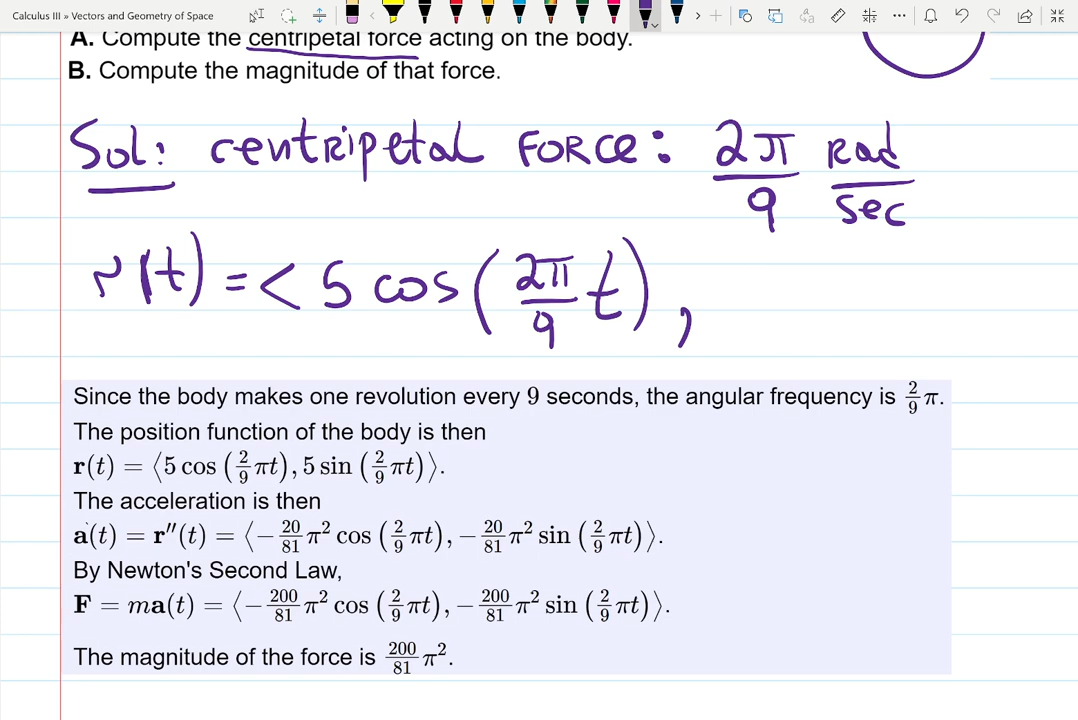 Calculus III » Vectors and Geometry of Space
A. Compute the centripetal force acting on the body.
B. Compute the magnitude of that force.
Sol: centripetal Force: 2π/9 Rad/sec
r(t) = < 5 cos(2π/9 t),
Since the body makes one revolution every 9 seconds, the angular frequency is 2/9 π.
The position function of the body is then
r(t) = ⟨5 cos (2/9 πt), 5 sin (2/9 πt)⟩.
The acceleration is then
a(t) = r″(t) = ⟨−20/81 π² cos (2/9 πt), −20/81 π² sin (2/9 πt)⟩.
By Newton's Second Law,
F = ma(t) = ⟨−200/81 π² cos (2/9 πt), −200/81 π² sin (2/9 πt)⟩.
The magnitude of the force is 200/81 π².